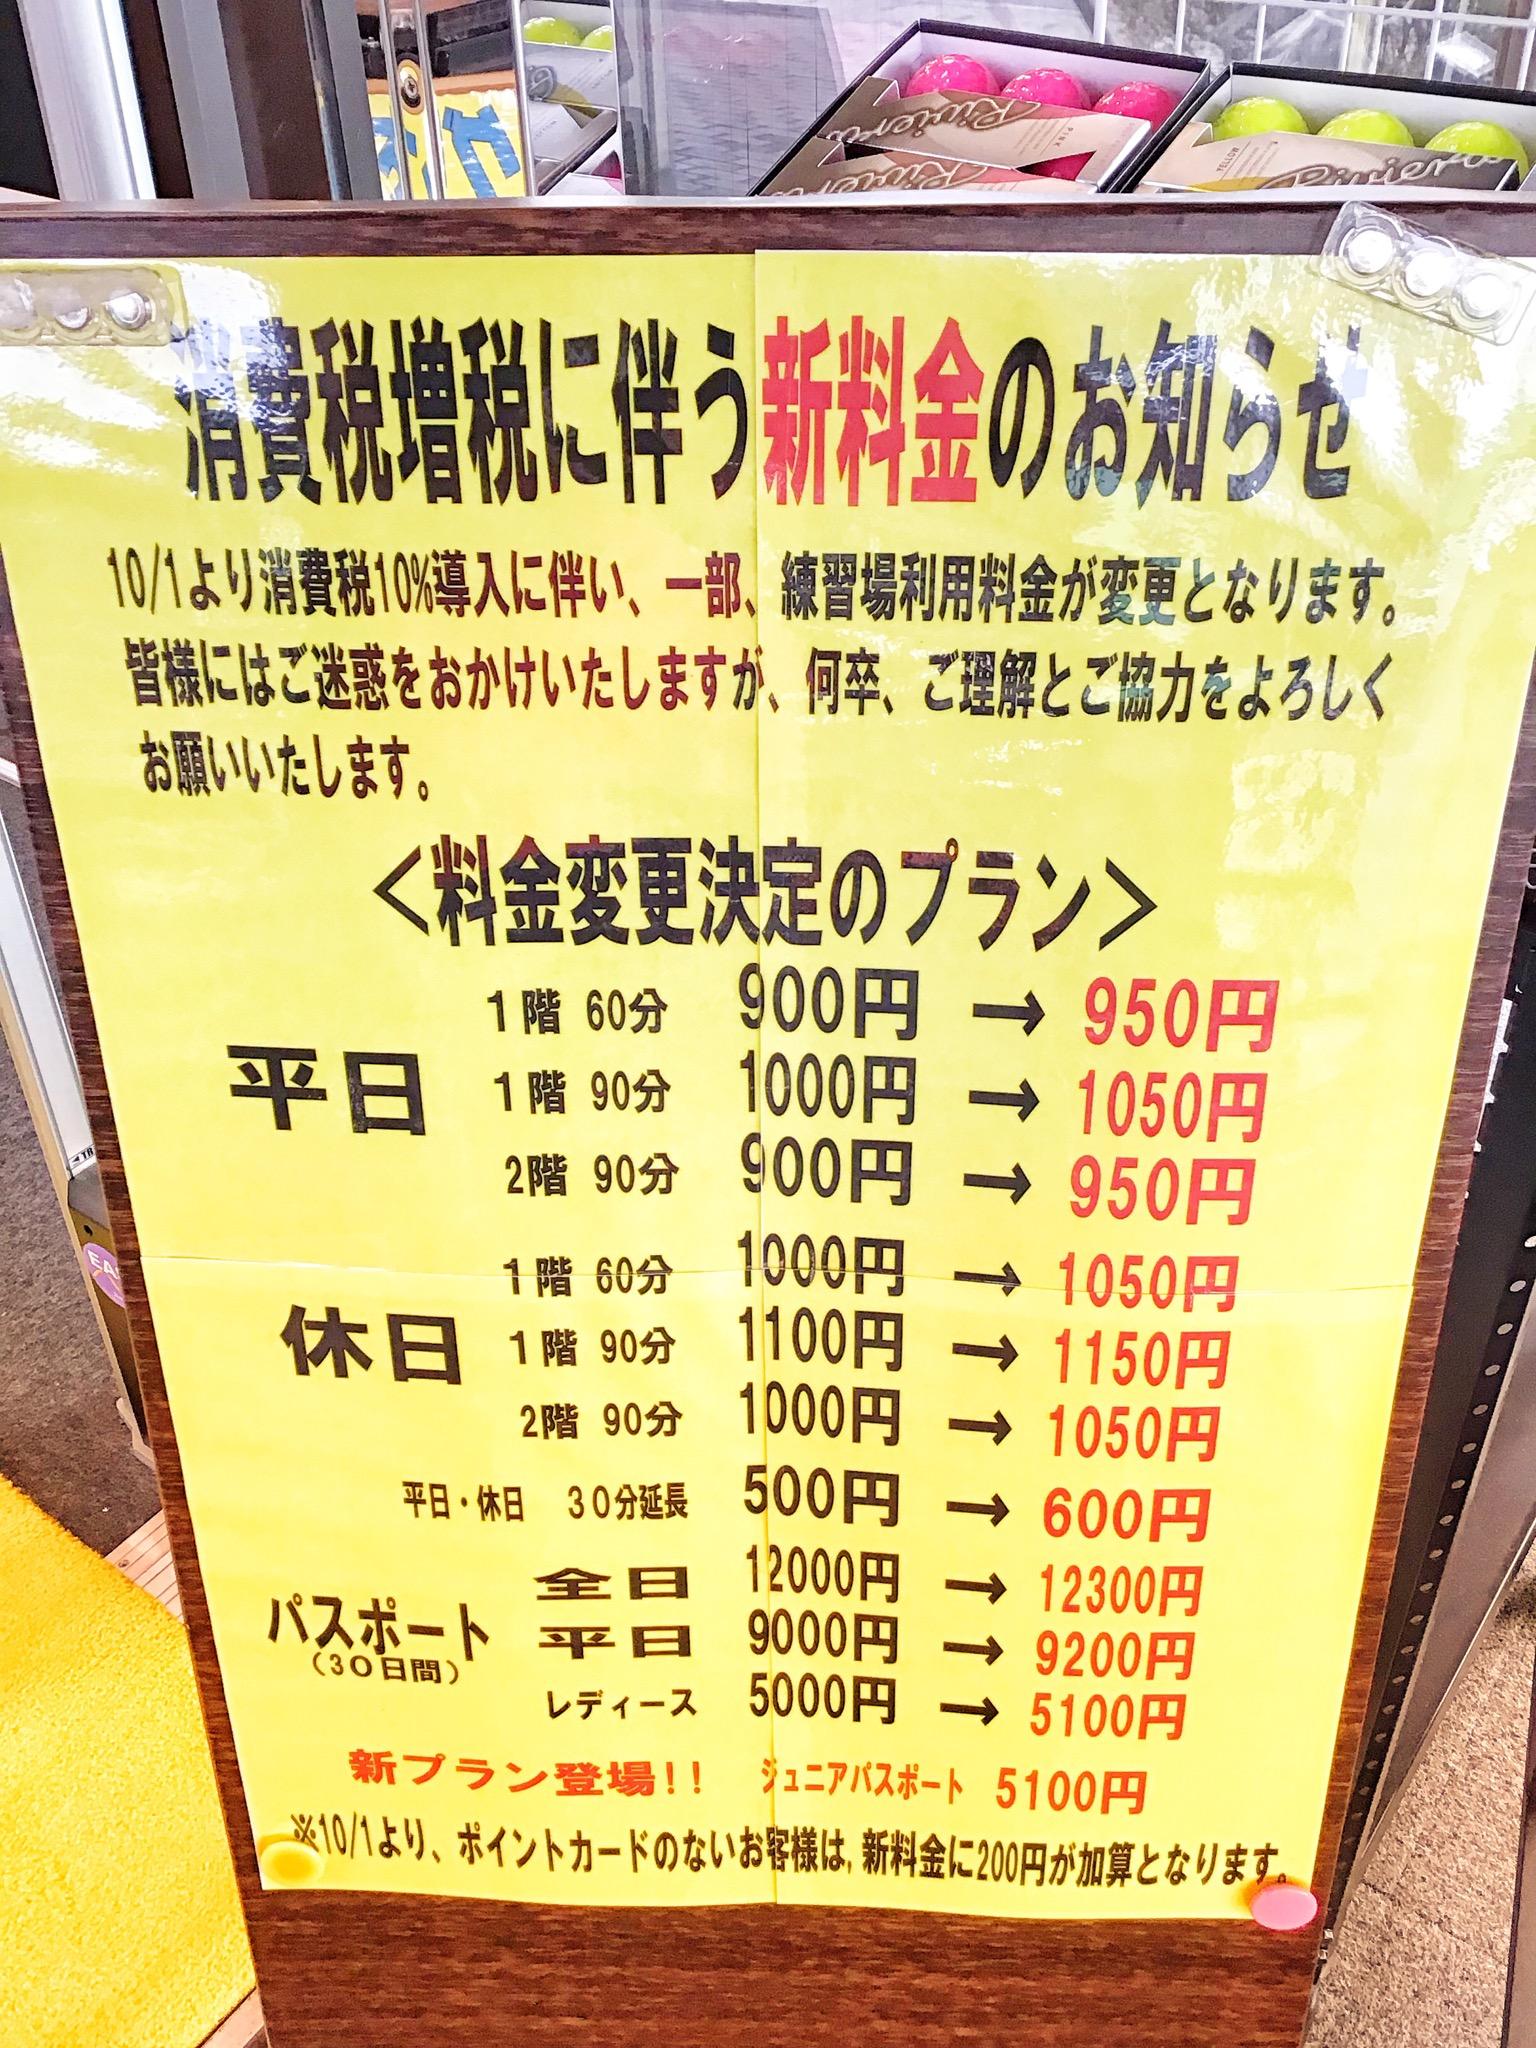 Riviera
PINK
Riviera
YELLOW
消費税増税に伴う新料金のお知らせ
10/1より消費税10%導入に伴い、一部、練習場利用料金が変更となります。
皆様にはご迷惑をおかけいたしますが、何卒、ご理解とご協力をよろしく
お願いいたします。
<料金変更決定のプラン>
平日
1階 60分 900円 → 950円
1階 90分 1000円 → 1050円
2階 90分 900円 → 950円
休日
1階 60分 1000円 → 1050円
1階 90分 1100円 → 1150円
2階 90分 1000円 → 1050円
平日・休日 30分延長 500円 → 600円
パスポート
(30日間)
全日 12000円 → 12300円
平日 9000円 → 9200円
レディース 5000円 → 5100円
新プラン登場!! ジュニアパスポート 5100円
※10/1より、ポイントカードのないお客様は,新料金に200円が加算となります。